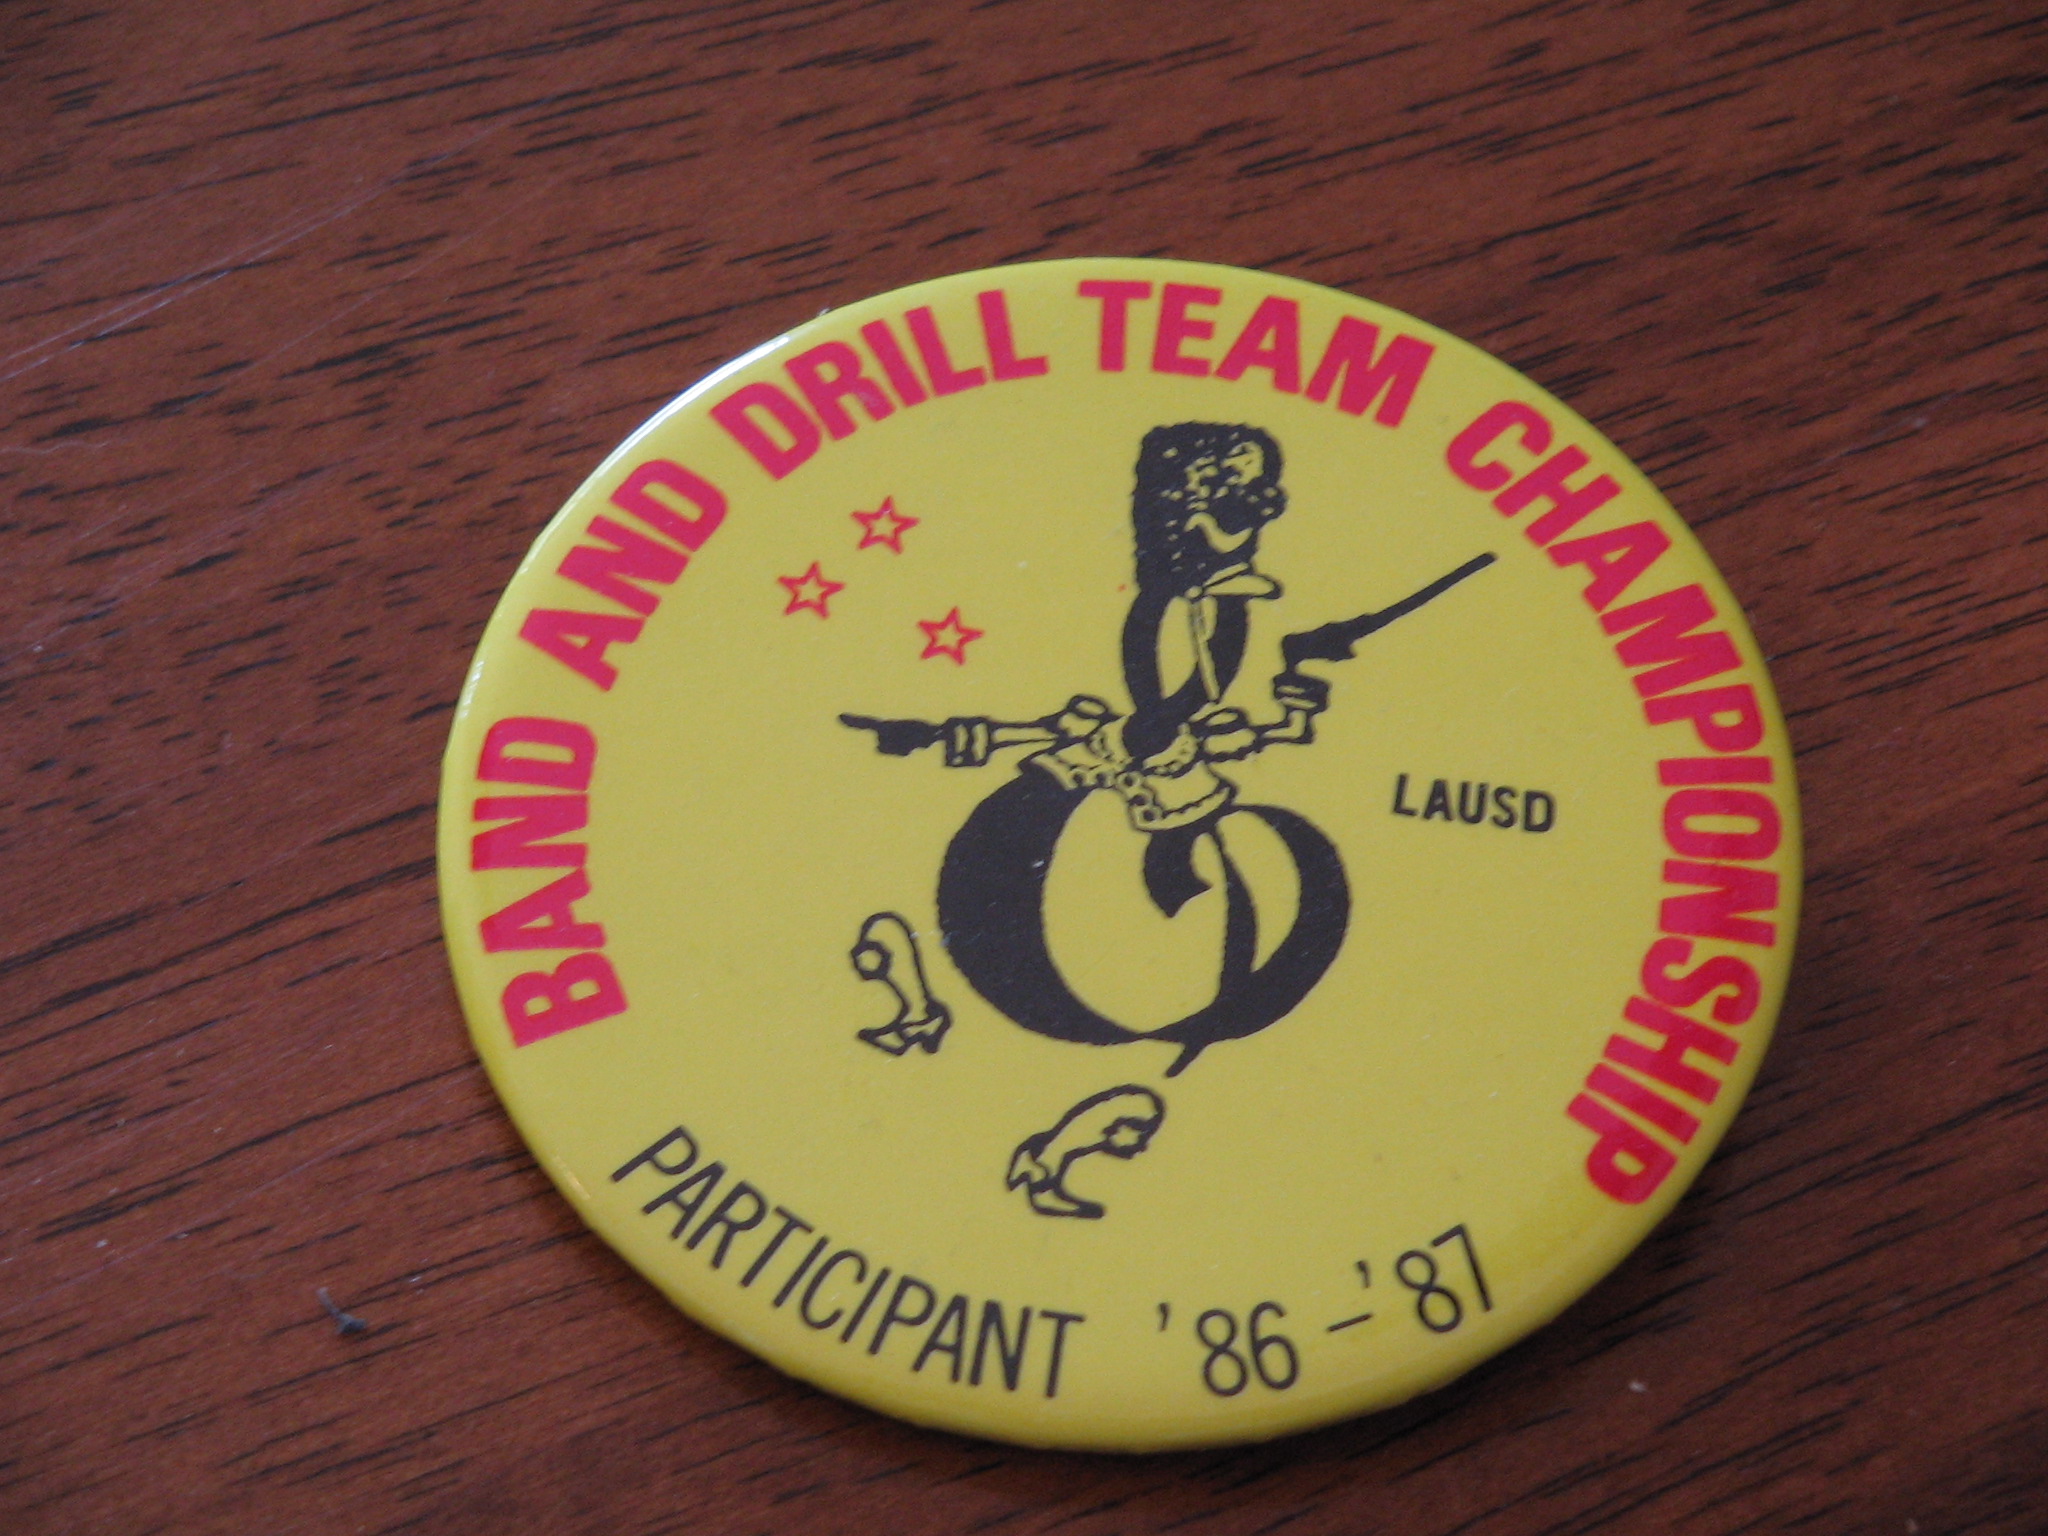 BAND AND DRILL TEAM CHAMPIONSHIP
LAUSD
PARTICIPANT '86-'87